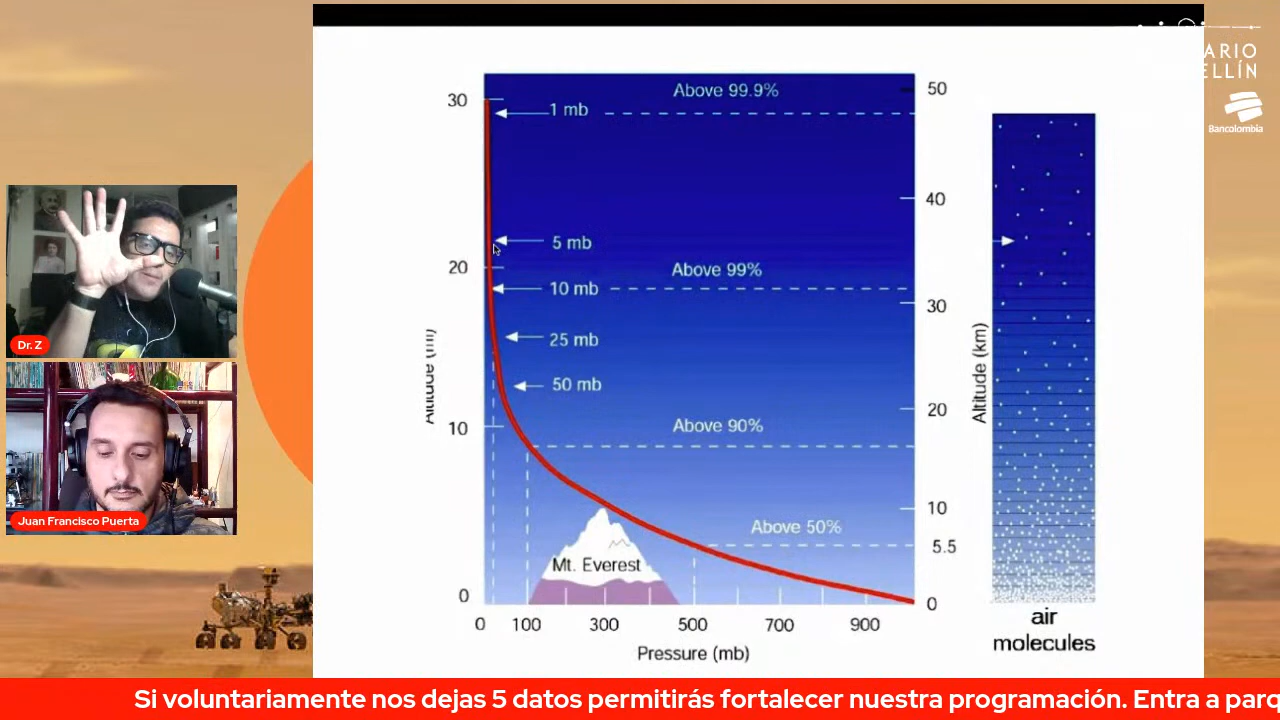 ARIO
ELLÍN
Bancolombia
Above 99.9%
30
50
1 mb
40
5 mb
20
Above 99%
10 mb
30
25 mb
50 mb
Altitude (km)
20
10
Above 90%
10
Above 50%
5.5
Mt. Everest
0
0
0
100
300
500
700
900
Pressure (mb)
air
molecules
Dr. Z
Juan Francisco Puerta
Si voluntariamente nos dejas 5 datos permitirás fortalecer nuestra programación. Entra a parq